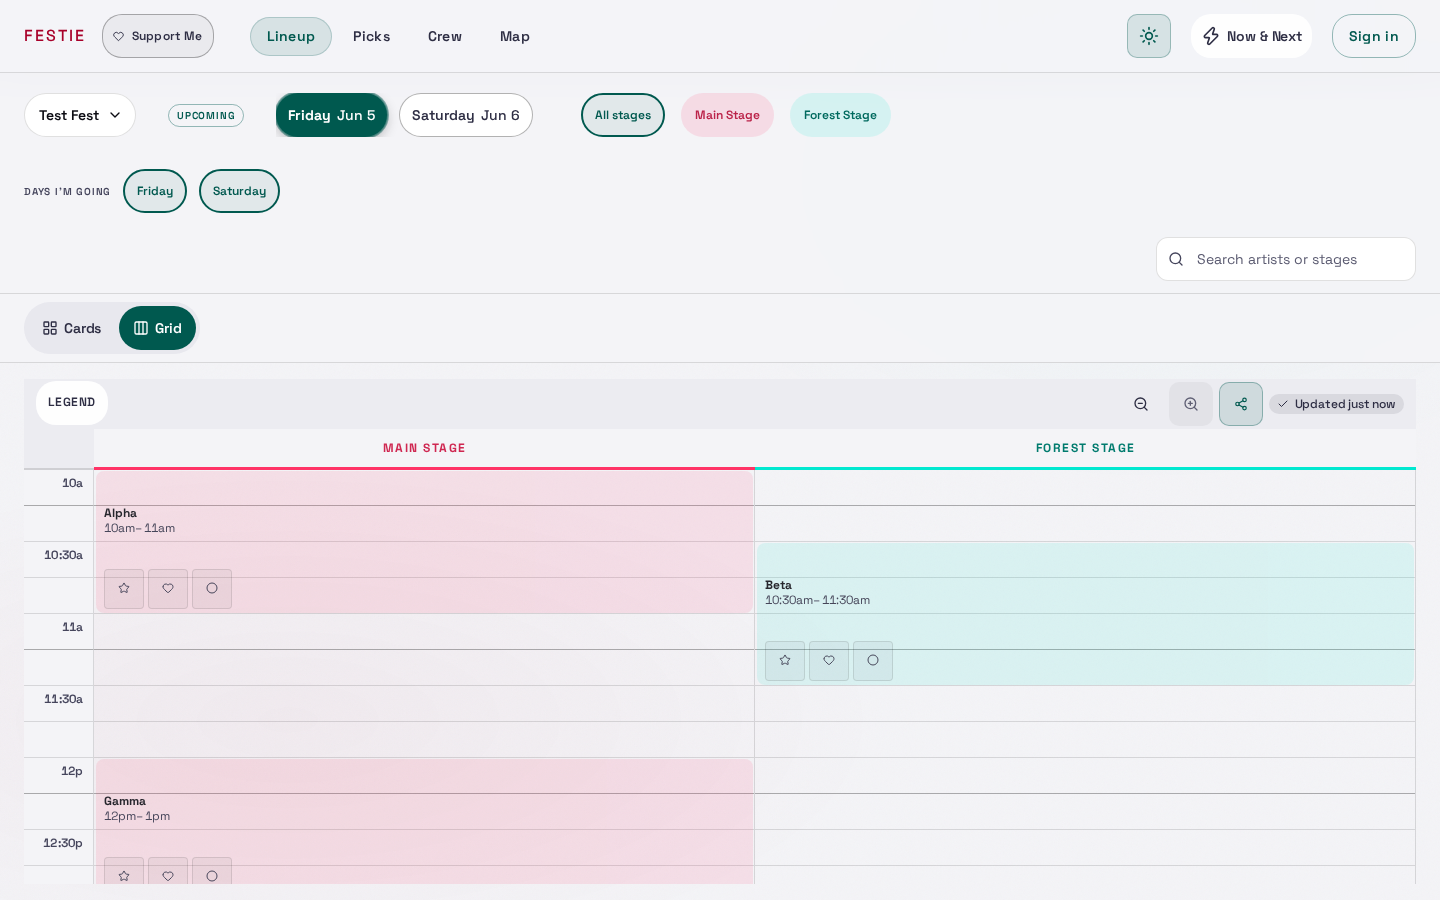 FESTIE Support Me Lineup Picks Crew Map Now & Next Sign in
Test Fest UPCOMING Friday Jun 5 Saturday Jun 6 All stages Main Stage Forest Stage
DAYS I'M GOING Friday Saturday
Search artists or stages
Cards Grid
LEGEND Updated just now
MAIN STAGE FOREST STAGE
10a
Alpha
10am– 11am
10:30a
Beta
10:30am– 11:30am
11a
11:30a
12p
Gamma
12pm– 1pm
12:30p